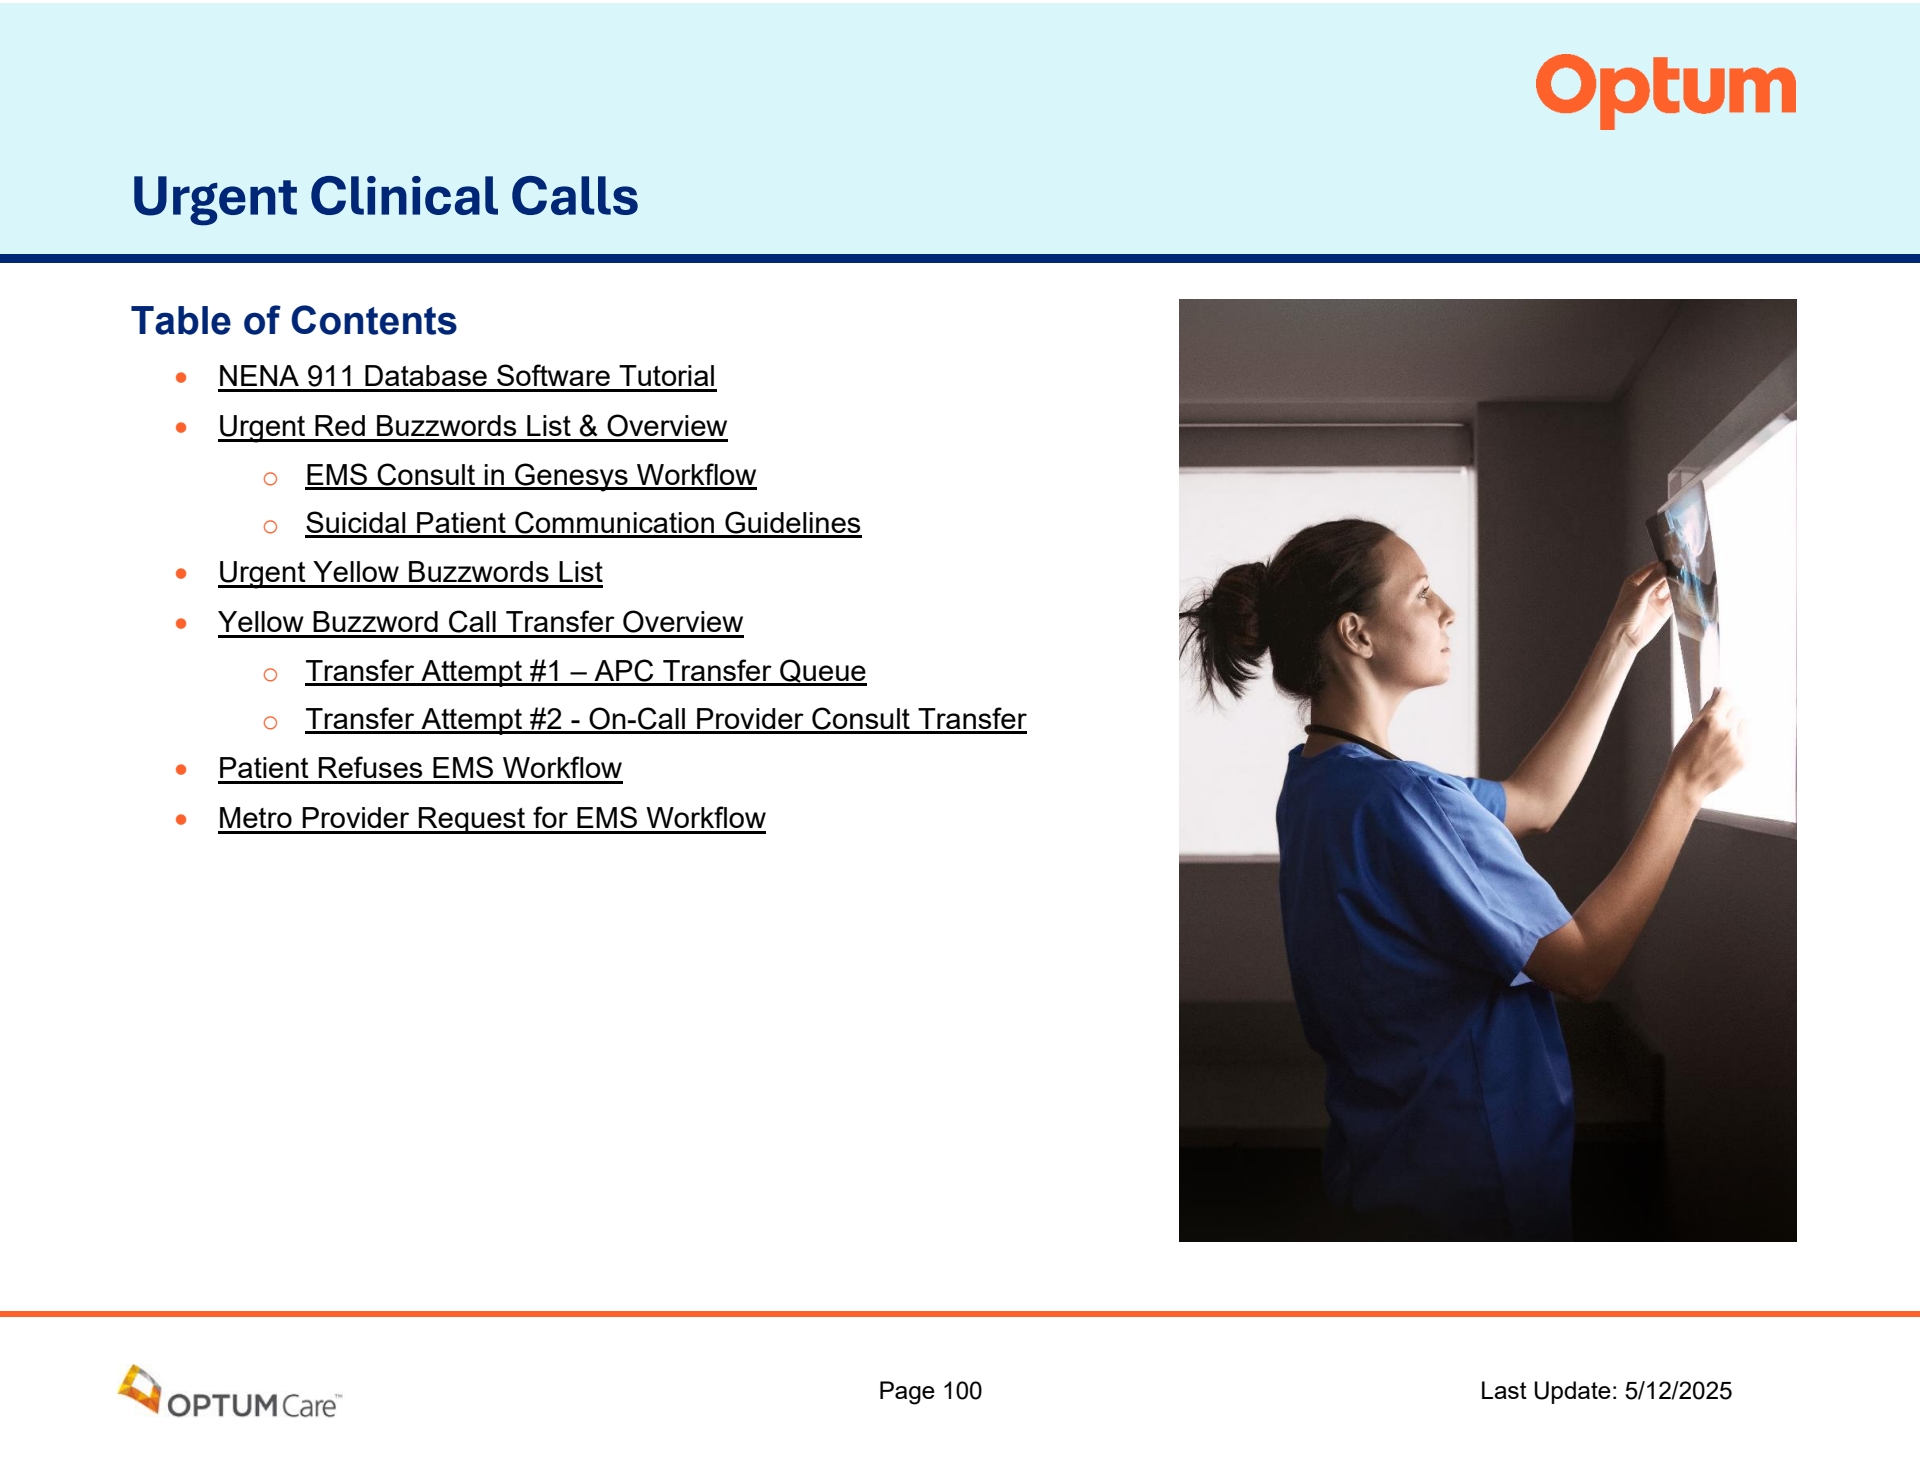 Optum
Urgent Clinical Calls
Table of Contents
• NENA 911 Database Software Tutorial
• Urgent Red Buzzwords List & Overview
o EMS Consult in Genesys Workflow
o Suicidal Patient Communication Guidelines
• Urgent Yellow Buzzwords List
• Yellow Buzzword Call Transfer Overview
o Transfer Attempt #1 – APC Transfer Queue
o Transfer Attempt #2 - On-Call Provider Consult Transfer
• Patient Refuses EMS Workflow
• Metro Provider Request for EMS Workflow
OPTUMCare™
Page 100
Last Update: 5/12/2025